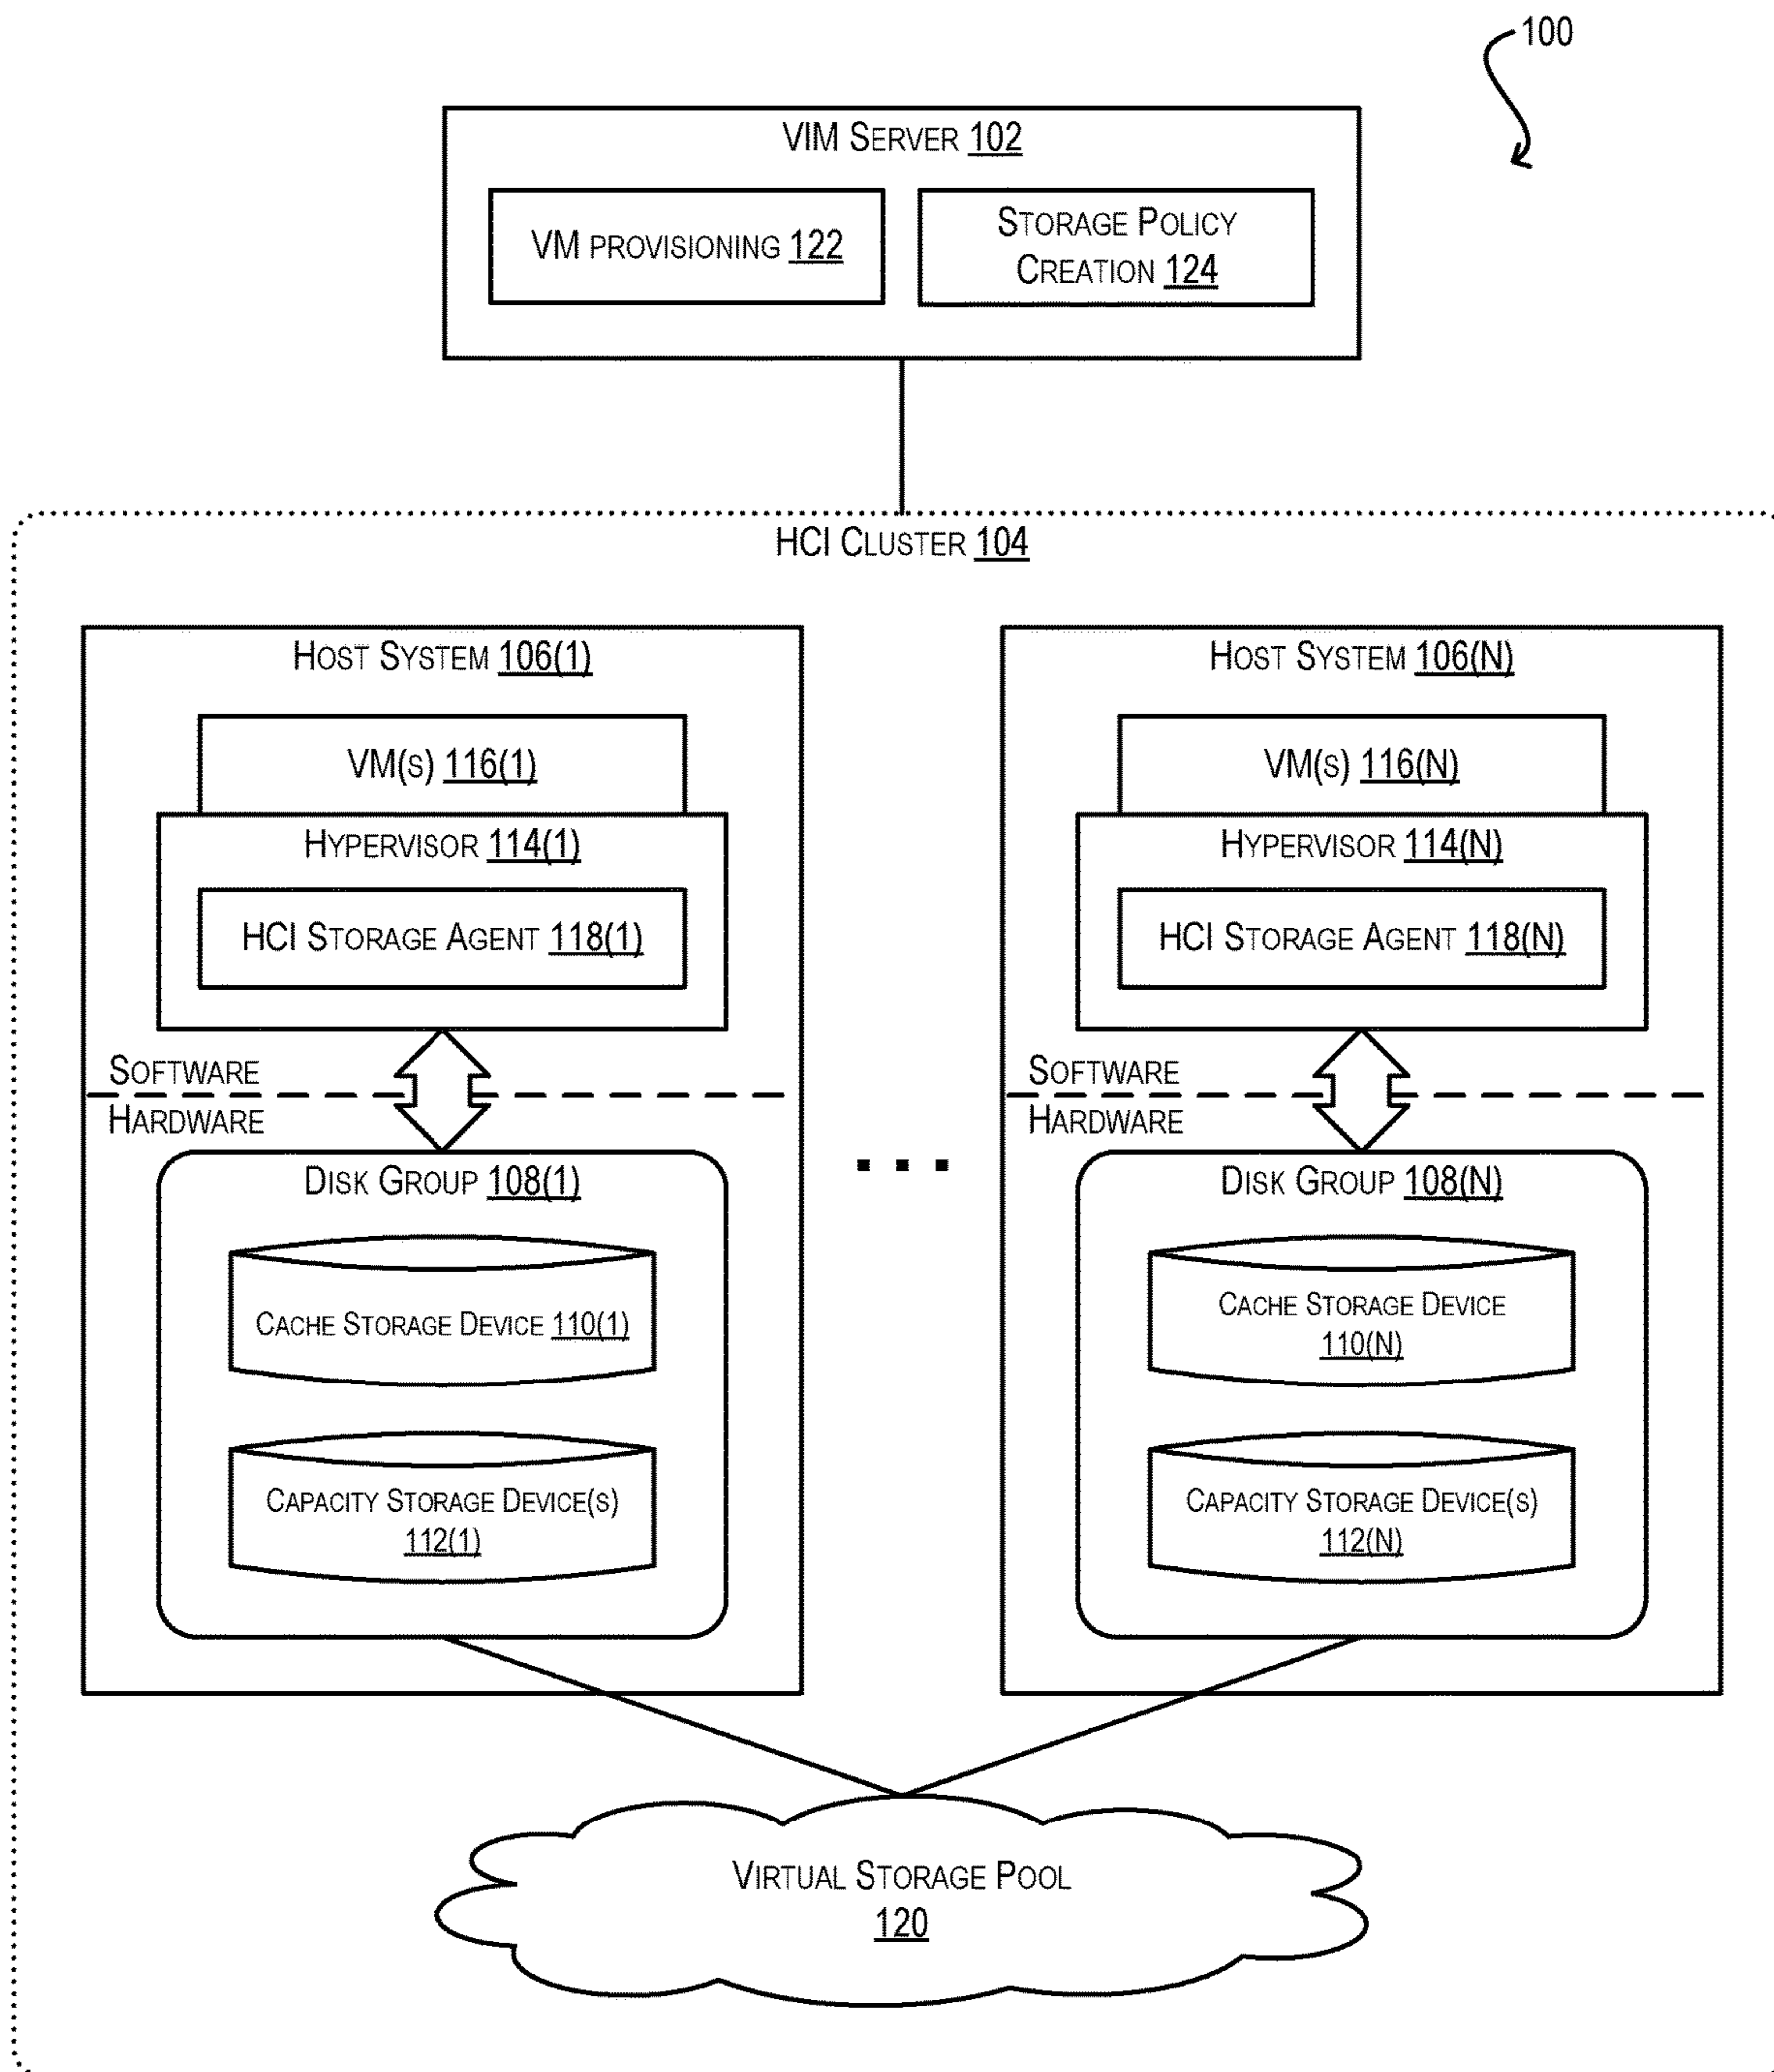 100
VIM SERVER 102
VM PROVISIONING 122
STORAGE POLICY
CREATION 124
HCI CLUSTER 104
HOST SYSTEM 106(1)
VM(S) 116(1)
HYPERVISOR 114(1)
HCI STORAGE AGENT 118(1)
SOFTWARE
HARDWARE
DISK GROUP 108(1)
CACHE STORAGE DEVICE 110(1)
CAPACITY STORAGE DEVICE(S)
112(1)
HOST SYSTEM 106(N)
VM(S) 116(N)
HYPERVISOR 114(N)
HCI STORAGE AGENT 118(N)
SOFTWARE
HARDWARE
DISK GROUP 108(N)
CACHE STORAGE DEVICE
110(N)
CAPACITY STORAGE DEVICE(S)
112(N)
VIRTUAL STORAGE POOL
120